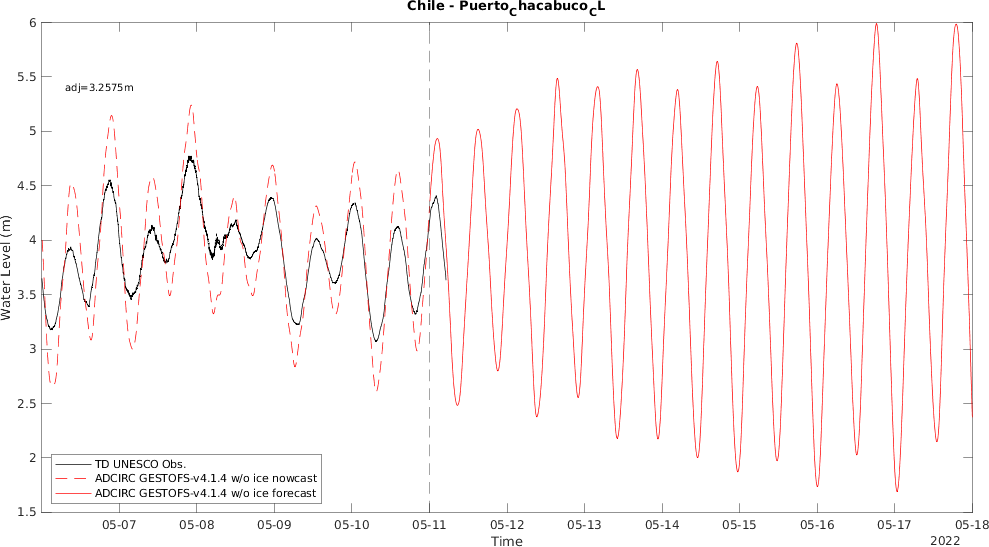 Chile - PuertoChacabucoCL
6
5.5
5
4.5
4
3.5
3
2.5
2
1.5
Water Level (m)
adj=3.2575m
TD UNESCO Obs.
ADCIRC GESTOFS-v4.1.4 w/o ice nowcast
ADCIRC GESTOFS-v4.1.4 w/o ice forecast
05-07 05-08 05-09 05-10 05-11 05-12 05-13 05-14 05-15 05-16 05-17 05-18
Time
2022